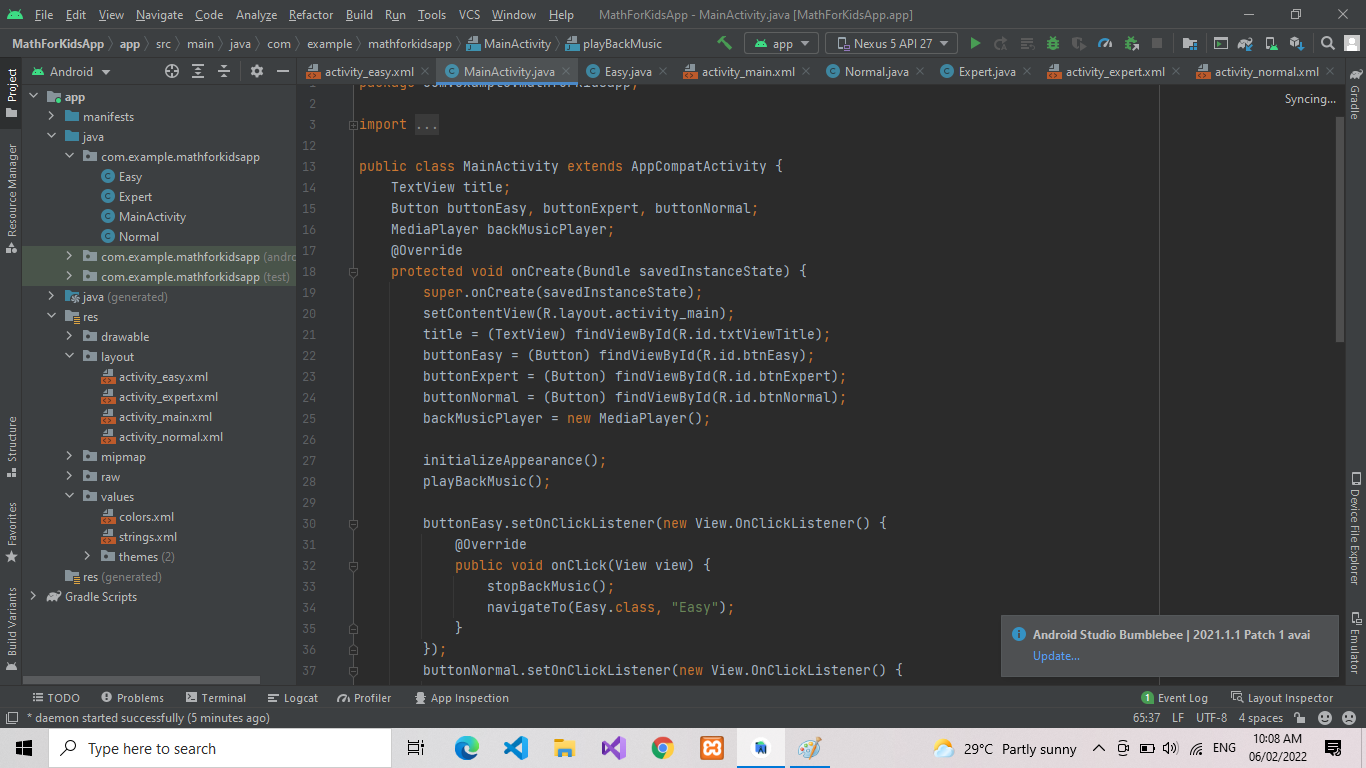 File Edit View Navigate Code Analyze Refactor Build Run Tools VCS Window Help MathForKidsApp - MainActivity.java [MathForKidsApp.app]
MathForKidsApp app src main java com example mathforkidsapp MainActivity playBackMusic app Nexus 5 API 27
Android activity_easy.xml MainActivity.java Easy.java activity_main.xml Normal.java Expert.java activity_expert.xml activity_normal.xml
Project
Resource Manager
Structure
Favorites
Build Variants
app
manifests
java
com.example.mathforkidsapp
Easy
Expert
MainActivity
Normal
com.example.mathforkidsapp (andro
com.example.mathforkidsapp (test)
java (generated)
res
drawable
layout
activity_easy.xml
activity_expert.xml
activity_main.xml
activity_normal.xml
mipmap
raw
values
colors.xml
strings.xml
themes (2)
res (generated)
Gradle Scripts
Syncing...
2
3 import ...
12
13 public class MainActivity extends AppCompatActivity {
14 TextView title;
15 Button buttonEasy, buttonExpert, buttonNormal;
16 MediaPlayer backMusicPlayer;
17 @Override
18 protected void onCreate(Bundle savedInstanceState) {
19 super.onCreate(savedInstanceState);
20 setContentView(R.layout.activity_main);
21 title = (TextView) findViewById(R.id.txtViewTitle);
22 buttonEasy = (Button) findViewById(R.id.btnEasy);
23 buttonExpert = (Button) findViewById(R.id.btnExpert);
24 buttonNormal = (Button) findViewById(R.id.btnNormal);
25 backMusicPlayer = new MediaPlayer();
26
27 initializeAppearance();
28 playBackMusic();
29
30 buttonEasy.setOnClickListener(new View.OnClickListener() {
31 @Override
32 public void onClick(View view) {
33 stopBackMusic();
34 navigateTo(Easy.class, "Easy");
35 }
36 });
37 buttonNormal.setOnClickListener(new View.OnClickListener() {
Gradle
Device File Explorer
Emulator
Android Studio Bumblebee | 2021.1.1 Patch 1 avai
Update...
TODO Problems Terminal Logcat Profiler App Inspection 1 Event Log Layout Inspector
* daemon started successfully (5 minutes ago) 65:37 LF UTF-8 4 spaces
Type here to search 29°C Partly sunny ENG 10:08 AM
06/02/2022